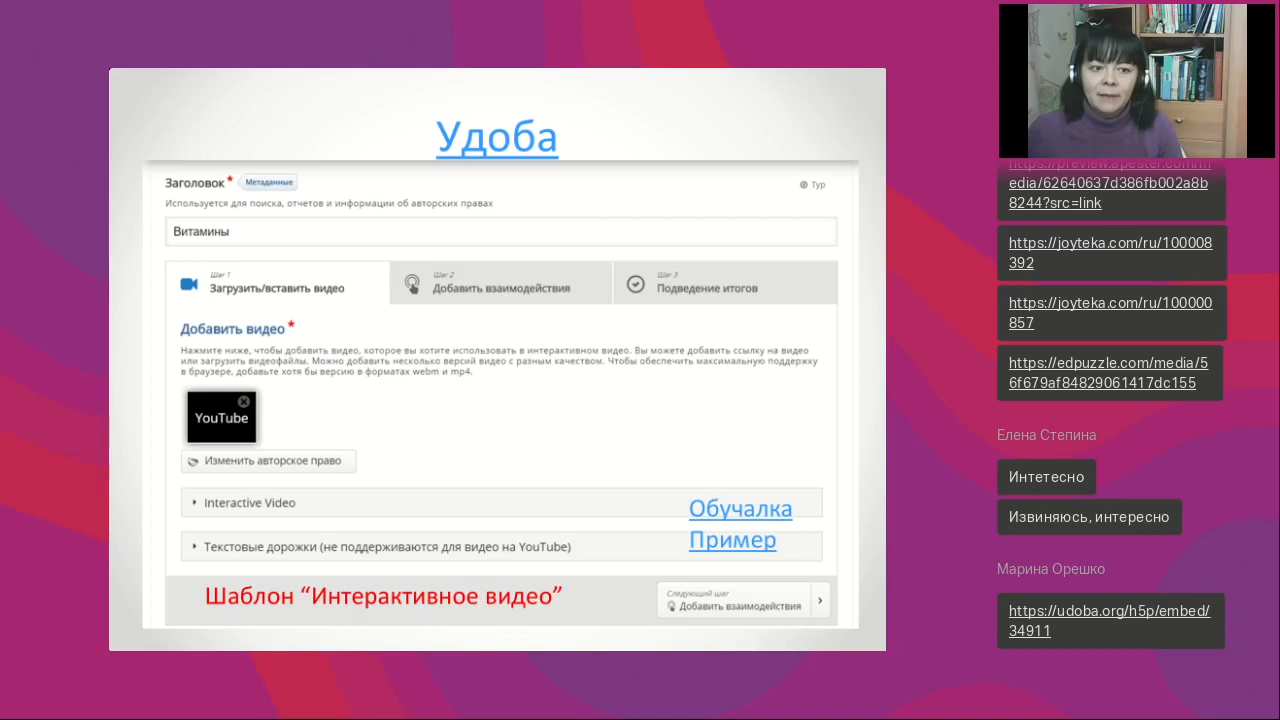 Удоба
Заголовок * Метаданные
Тур
Используется для поиска, отчетов и информации об авторских правах
Витамины
Шаг 1
Загрузить/вставить видео
Шаг 2
Добавить взаимодействия
Шаг 3
Подведение итогов
Добавить видео *
Нажмите ниже, чтобы добавить видео, которое вы хотите использовать в интерактивном видео. Вы можете добавить ссылку на видео
или загрузить видеофайлы. Можно добавить несколько версий видео с разным качеством. Чтобы обеспечить максимальную поддержку
в браузере, добавьте хотя бы версию в форматах webm и mp4.
YouTube
Изменить авторское право
Interactive Video
Обучалка
Текстовые дорожки (не поддерживаются для видео на YouTube)
Пример
Шаблон “Интерактивное видео”
Следующий шаг
Добавить взаимодействия
https://preview.apester.com/m
edia/62640637d386fb002a8b
8244?src=link
https://joyteka.com/ru/100008
392
https://joyteka.com/ru/100000
857
https://edpuzzle.com/media/5
6f679af84829061417dc155
Елена Степина
Интетесно
Извиняюсь, интересно
Марина Орешко
https://udoba.org/h5p/embed/
34911